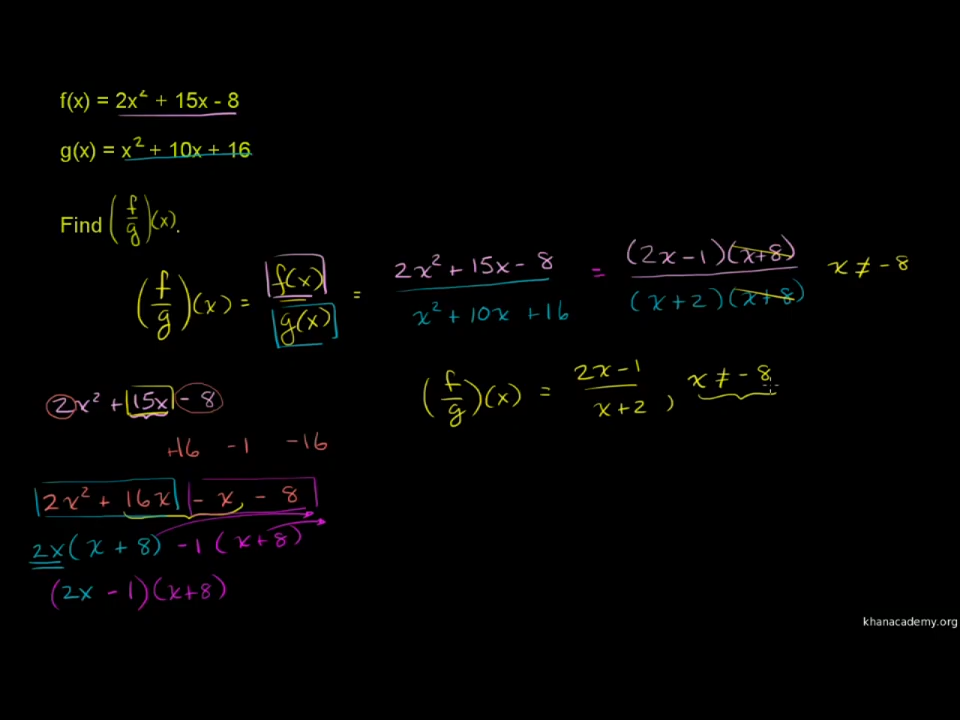 f(x) = 2x² + 15x - 8
g(x) = x² + 10x + 16
Find (f/g)(x).
(f/g)(x) = f(x)/g(x) = (2x² + 15x - 8)/(x² + 10x + 16) = (2x - 1)(x+8)/(x+2)(x+8) x ≠ -8
(f/g)(x) = (2x - 1)/(x+2), x ≠ -8
2x² + 15x - 8
+16 -1 -16
2x² + 16x - x - 8
2x(x + 8) -1(x+8)
(2x - 1)(x+8)
khanacademy.org